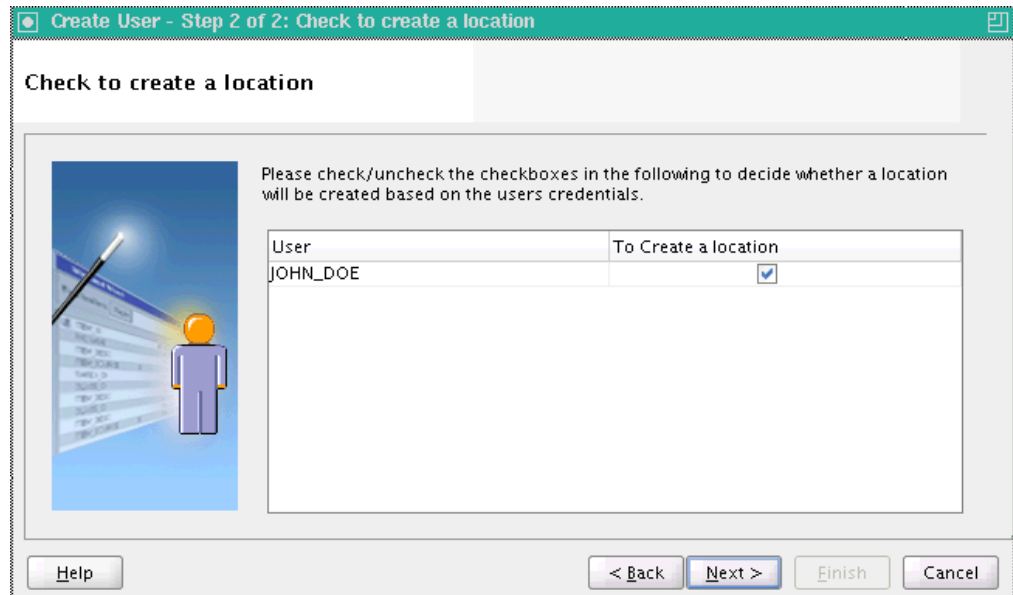 Create User - Step 2 of 2: Check to create a location
Check to create a location
Please check/uncheck the checkboxes in the following to decide whether a location
will be created based on the users credentials.
User To Create a location
JOHN_DOE
Help < Back Next > Finish Cancel